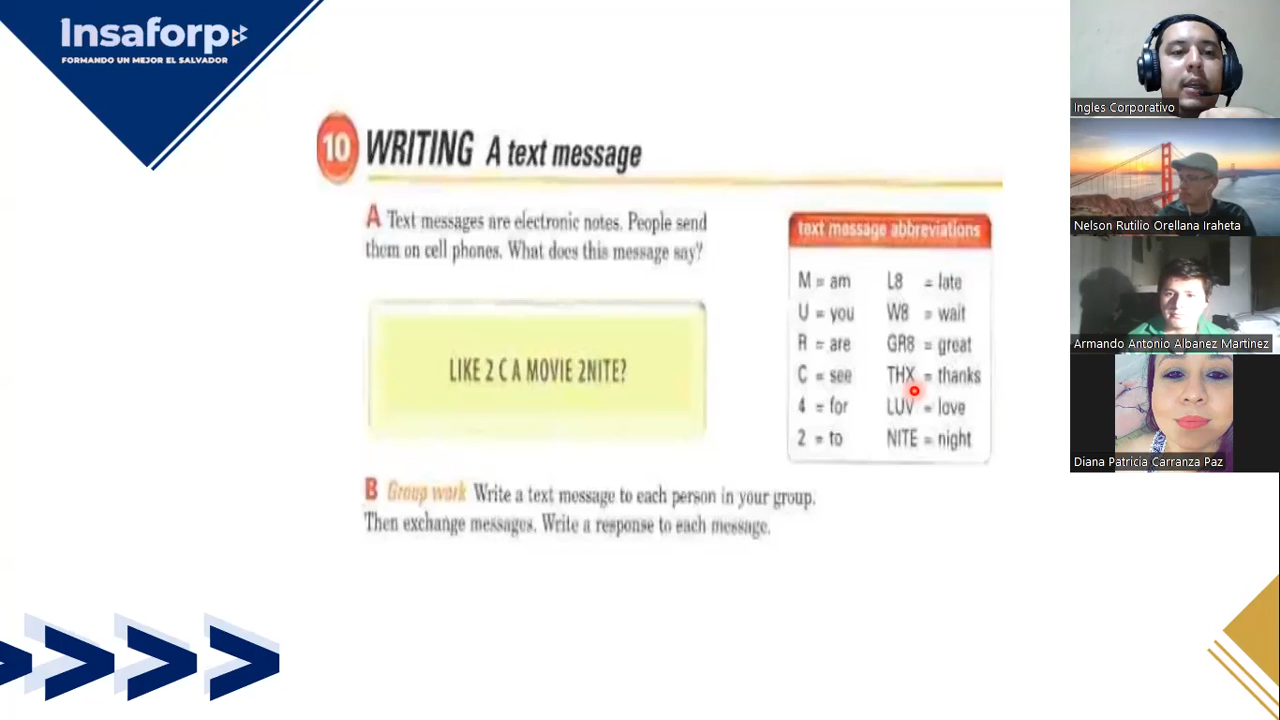 Insaforp
FORMANDO UN MEJOR EL SALVADOR
10 WRITING A text message
A Text messages are electronic notes. People send
them on cell phones. What does this message say?
LIKE 2 C A MOVIE 2NITE?
text message abbreviations
M = am L8 = late
U = you W8 = wait
R = are GR8 = great
C = see THX = thanks
4 = for LUV = love
2 = to NITE = night
B Group work Write a text message to each person in your group.
Then exchange messages. Write a response to each message.
Ingles Corporativo
Nelson Rutilio Orellana Iraheta
Armando Antonio Albanez Martinez
Diana Patricia Carranza Paz